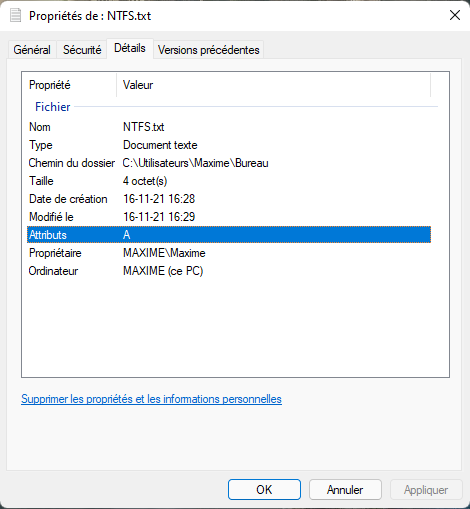 Propriétés de : NTFS.txt
Général Sécurité Détails Versions précédentes
Propriété Valeur
Fichier
Nom NTFS.txt
Type Document texte
Chemin du dossier C:\Utilisateurs\Maxime\Bureau
Taille 4 octet(s)
Date de création 16-11-21 16:28
Modifié le 16-11-21 16:29
Attributs A
Propriétaire MAXIME\Maxime
Ordinateur MAXIME (ce PC)
Supprimer les propriétés et les informations personnelles
OK Annuler Appliquer